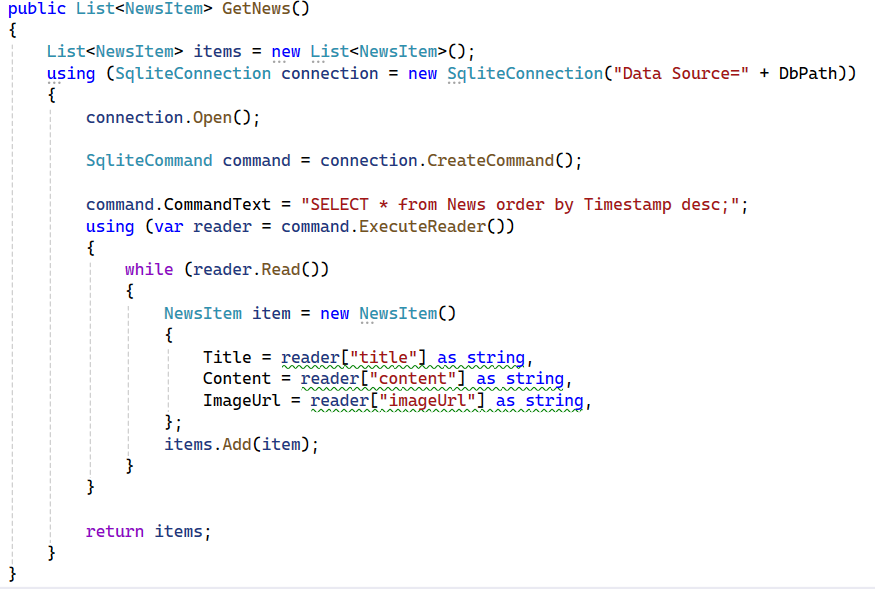 public List<NewsItem> GetNews()
{
    List<NewsItem> items = new List<NewsItem>();
    using (SqliteConnection connection = new SqliteConnection("Data Source=" + DbPath))
    {
        connection.Open();

        SqliteCommand command = connection.CreateCommand();

        command.CommandText = "SELECT * from News order by Timestamp desc;";
        using (var reader = command.ExecuteReader())
        {
            while (reader.Read())
            {
                NewsItem item = new NewsItem()
                {
                    Title = reader["title"] as string,
                    Content = reader["content"] as string,
                    ImageUrl = reader["imageUrl"] as string,
                };
                items.Add(item);
            }
        }

        return items;
    }
}